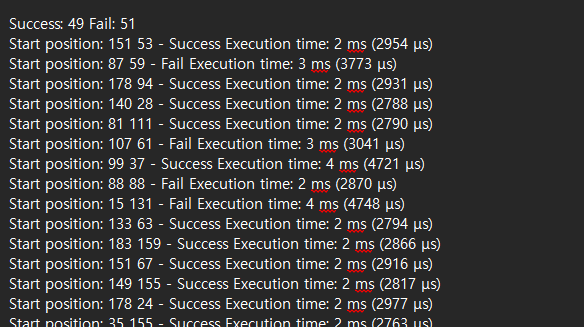 Success: 49 Fail: 51
Start position: 151 53 - Success Execution time: 2 ms (2954 µs)
Start position: 87 59 - Fail Execution time: 3 ms (3773 µs)
Start position: 178 94 - Success Execution time: 2 ms (2931 µs)
Start position: 140 28 - Success Execution time: 2 ms (2788 µs)
Start position: 81 111 - Success Execution time: 2 ms (2790 µs)
Start position: 107 61 - Fail Execution time: 3 ms (3041 µs)
Start position: 99 37 - Success Execution time: 4 ms (4721 µs)
Start position: 88 88 - Fail Execution time: 2 ms (2870 µs)
Start position: 15 131 - Fail Execution time: 4 ms (4748 µs)
Start position: 133 63 - Success Execution time: 2 ms (2794 µs)
Start position: 183 159 - Success Execution time: 2 ms (2866 µs)
Start position: 151 67 - Success Execution time: 2 ms (2916 µs)
Start position: 149 155 - Success Execution time: 2 ms (2817 µs)
Start position: 178 24 - Success Execution time: 2 ms (2977 µs)
Start position: 35 155 - Success Execution time: 2 ms (2763 µs)